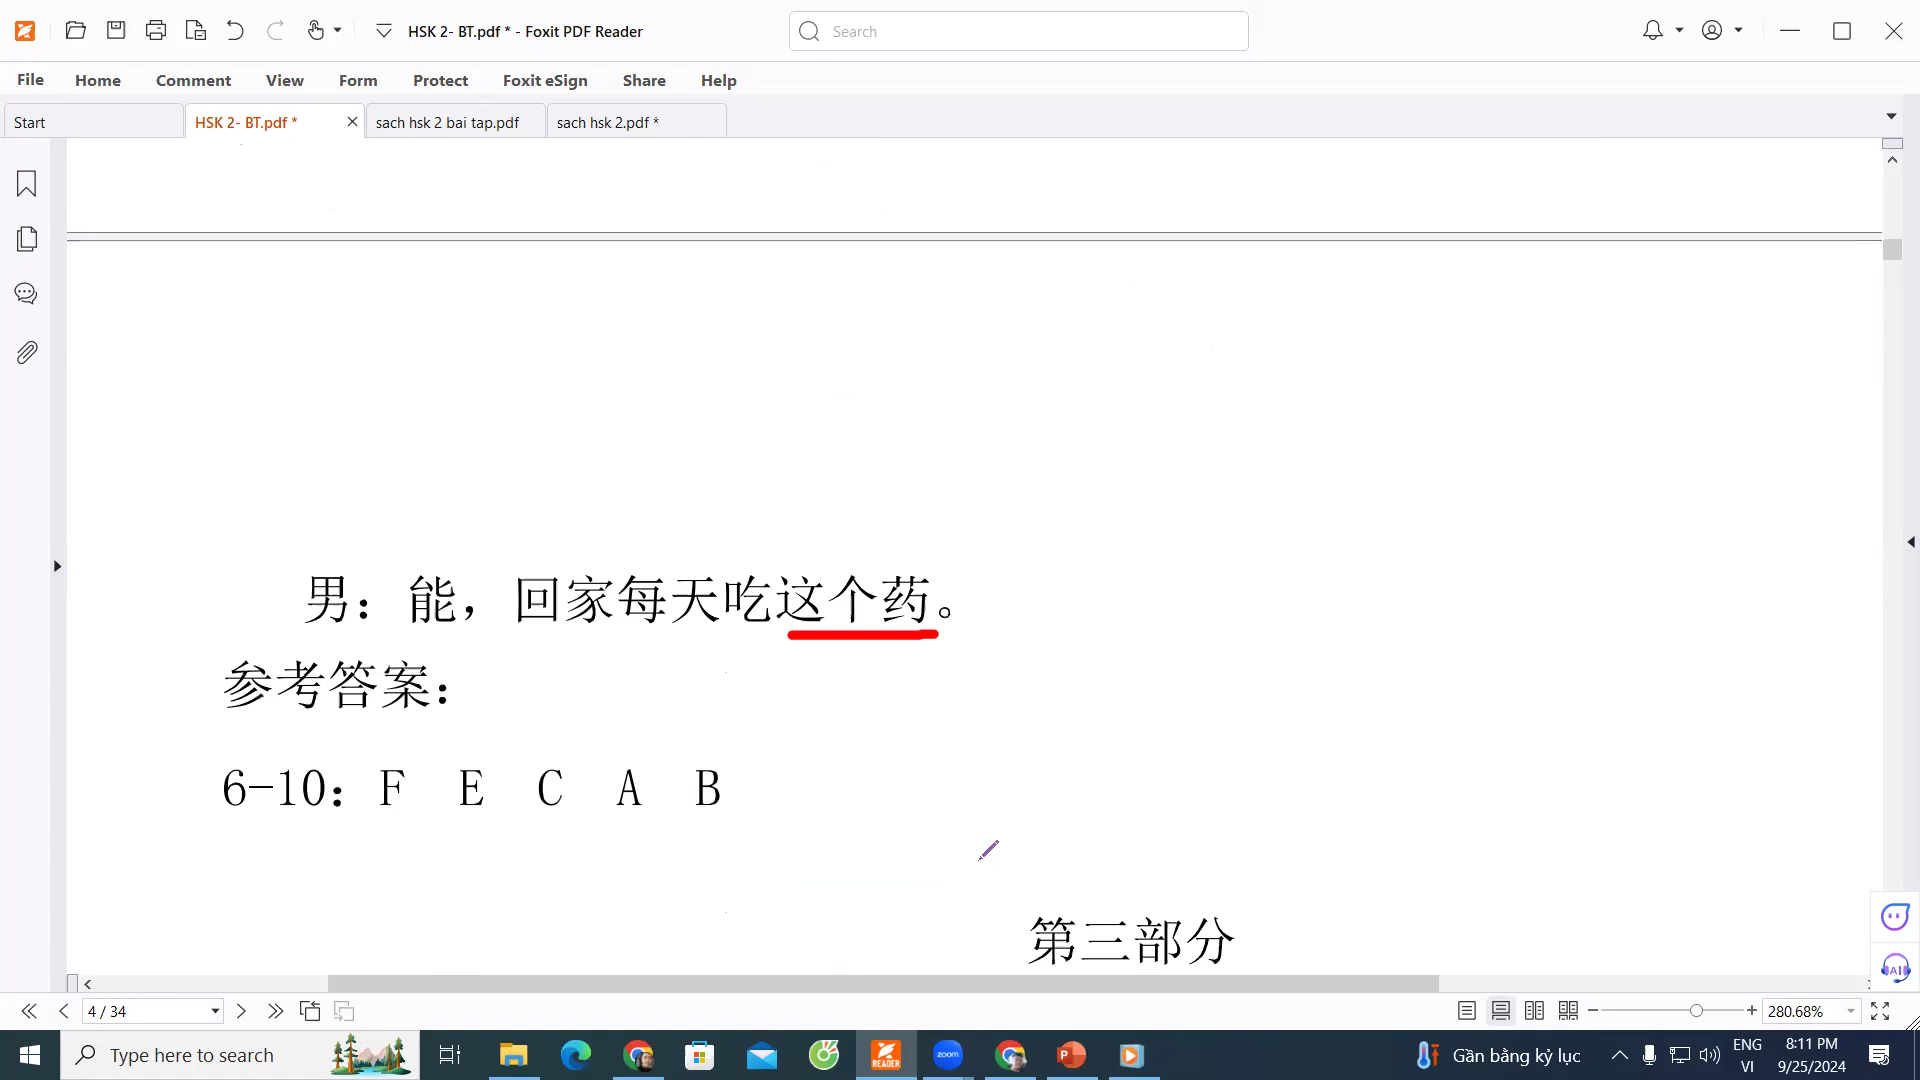 HSK 2- BT.pdf * - Foxit PDF Reader
Search
File Home Comment View Form Protect Foxit eSign Share Help
Start HSK 2- BT.pdf * sach hsk 2 bai tap.pdf sach hsk 2.pdf *
男：能，回家每天吃这个药。
参考答案：
6-10：F E C A B
第三部分
AI
4 / 34 280.68%
Type here to search zoom READER P Gần bằng kỷ lục ENG 8:11 PM
VI 9/25/2024